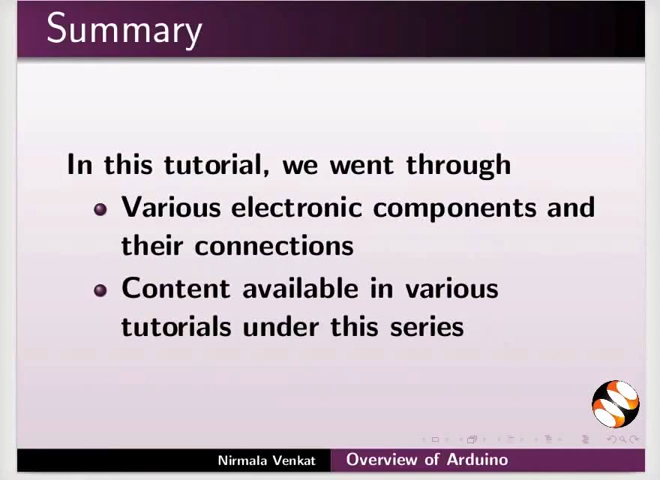 Summary
In this tutorial, we went through
Various electronic components and
their connections
Content available in various
tutorials under this series
Nirmala Venkat
Overview of Arduino